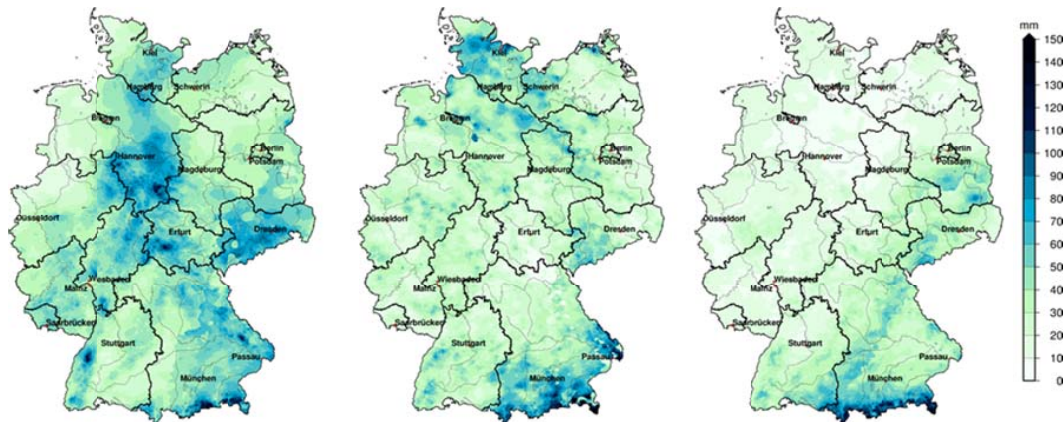 Kiel
Hamburg Schwerin
Bremen
Hannover
Berlin
Potsdam
Magdeburg
Düsseldorf
Erfurt
Dresden
Wiesbaden
Mainz
Saarbrücken
Stuttgart
Passau
München
Kiel
Hamburg Schwerin
Bremen
Hannover
Berlin
Potsdam
Magdeburg
Düsseldorf
Erfurt
Dresden
Wiesbaden
Mainz
Saarbrücken
Stuttgart
Passau
München
Kiel
Hamburg Schwerin
Bremen
Hannover
Berlin
Potsdam
Magdeburg
Düsseldorf
Erfurt
Dresden
Wiesbaden
Mainz
Saarbrücken
Stuttgart
Passau
München
mm
150
140
130
120
110
100
90
80
70
60
50
40
30
20
10
0